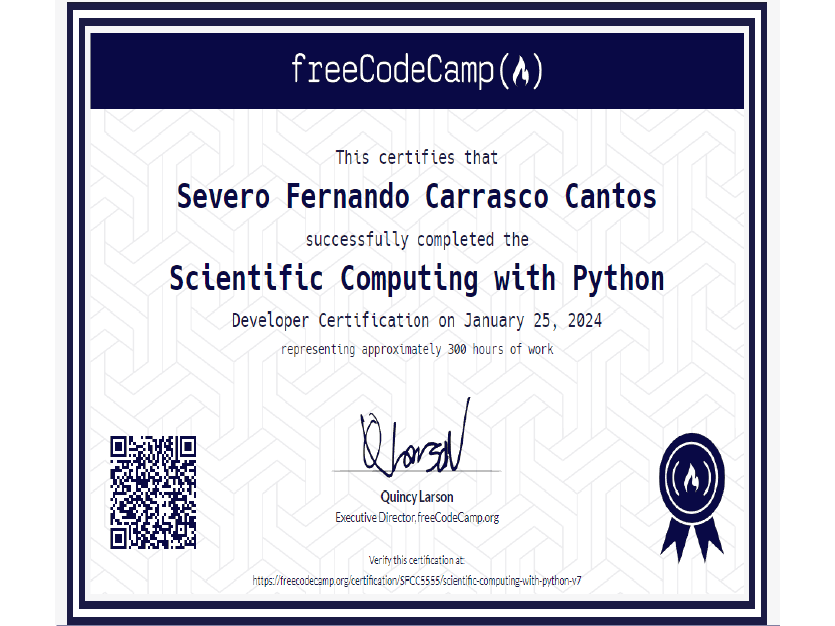 freeCodeCamp
This certifies that
Severo Fernando Carrasco Cantos
successfully completed the
Scientific Computing with Python
Developer Certification on January 25, 2024
representing approximately 300 hours of work
Quincy Larson
Executive Director, freeCodeCamp.org
Verify this certification at:
https://freecodecamp.org/certification/SFCC5555/scientific-computing-with-python-v7